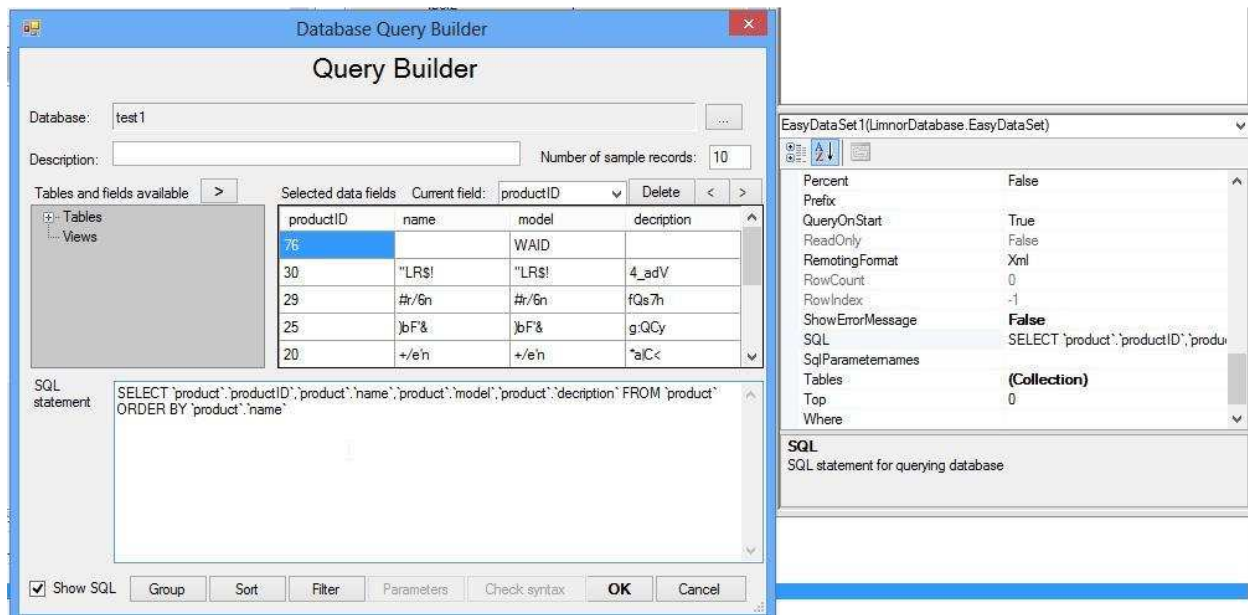 Database Query Builder
Query Builder
Database: test1 ...
Description: Number of sample records: 10
Tables and fields available > Selected data fields Current field: productID Delete < >
Tables
Views
productID name model decription
76 WAID
30 "LR$! "LR$! 4_adV
29 #r/6n #r/6n fQs7h
25 )bF'& )bF'& g:QCy
20 +/e'n +/e'n *a|C<
SQL statement
SELECT `product`.`productID`,`product`.`name`,`product`.`model`,`product`.`decription` FROM `product`
ORDER BY `product`.`name`
Show SQL Group Sort Filter Parameters Check syntax OK Cancel
EasyDataSet1(LimnorDatabase.EasyDataSet)
Percent False
Prefix
QueryOnStart True
ReadOnly False
RemotingFormat Xml
RowCount 0
RowIndex -1
ShowErrorMessage False
SQL SELECT `product`.`productID`,`produ
SqlParameternames
Tables (Collection)
Top 0
Where
SQL
SQL statement for querying database